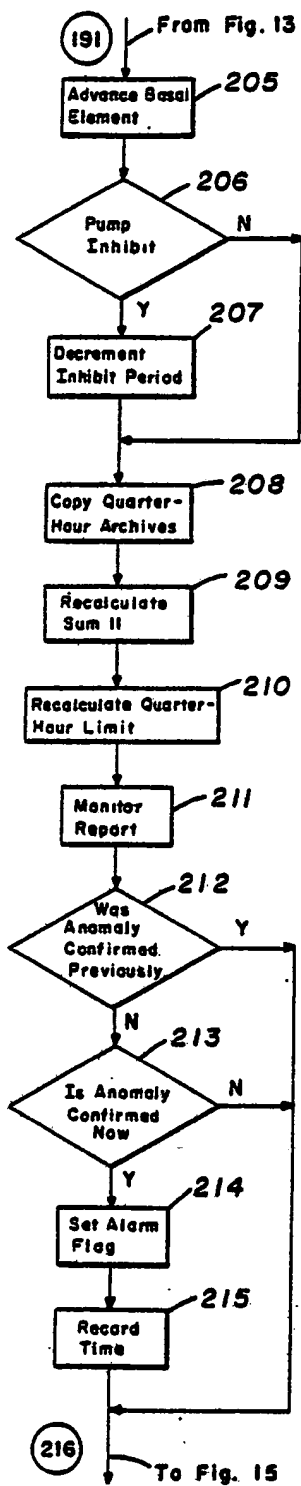 191
From Fig. 13
Advance Basal
Element
205
206
Pump
Inhibit
N
Y
207
Decrement
Inhibit Period
208
Copy Quarter-
Hour Archives
209
Recalculate
Sum II
210
Recalculate Quarter-
Hour Limit
211
Monitor
Report
212
Was
Anomaly
Confirmed
Previously
Y
N
213
Is Anomaly
Confirmed
Now
N
Y
214
Set Alarm
Flag
215
Record
Time
216
To Fig. 15